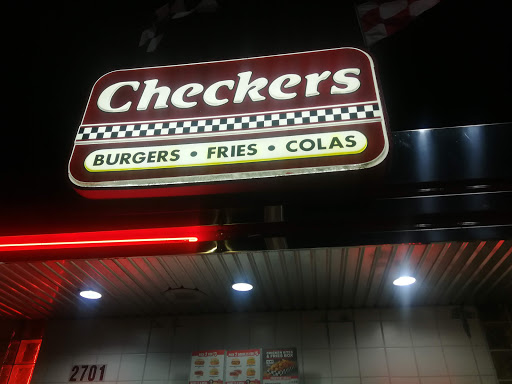 Checkers
BURGERS • FRIES • COLAS
2701